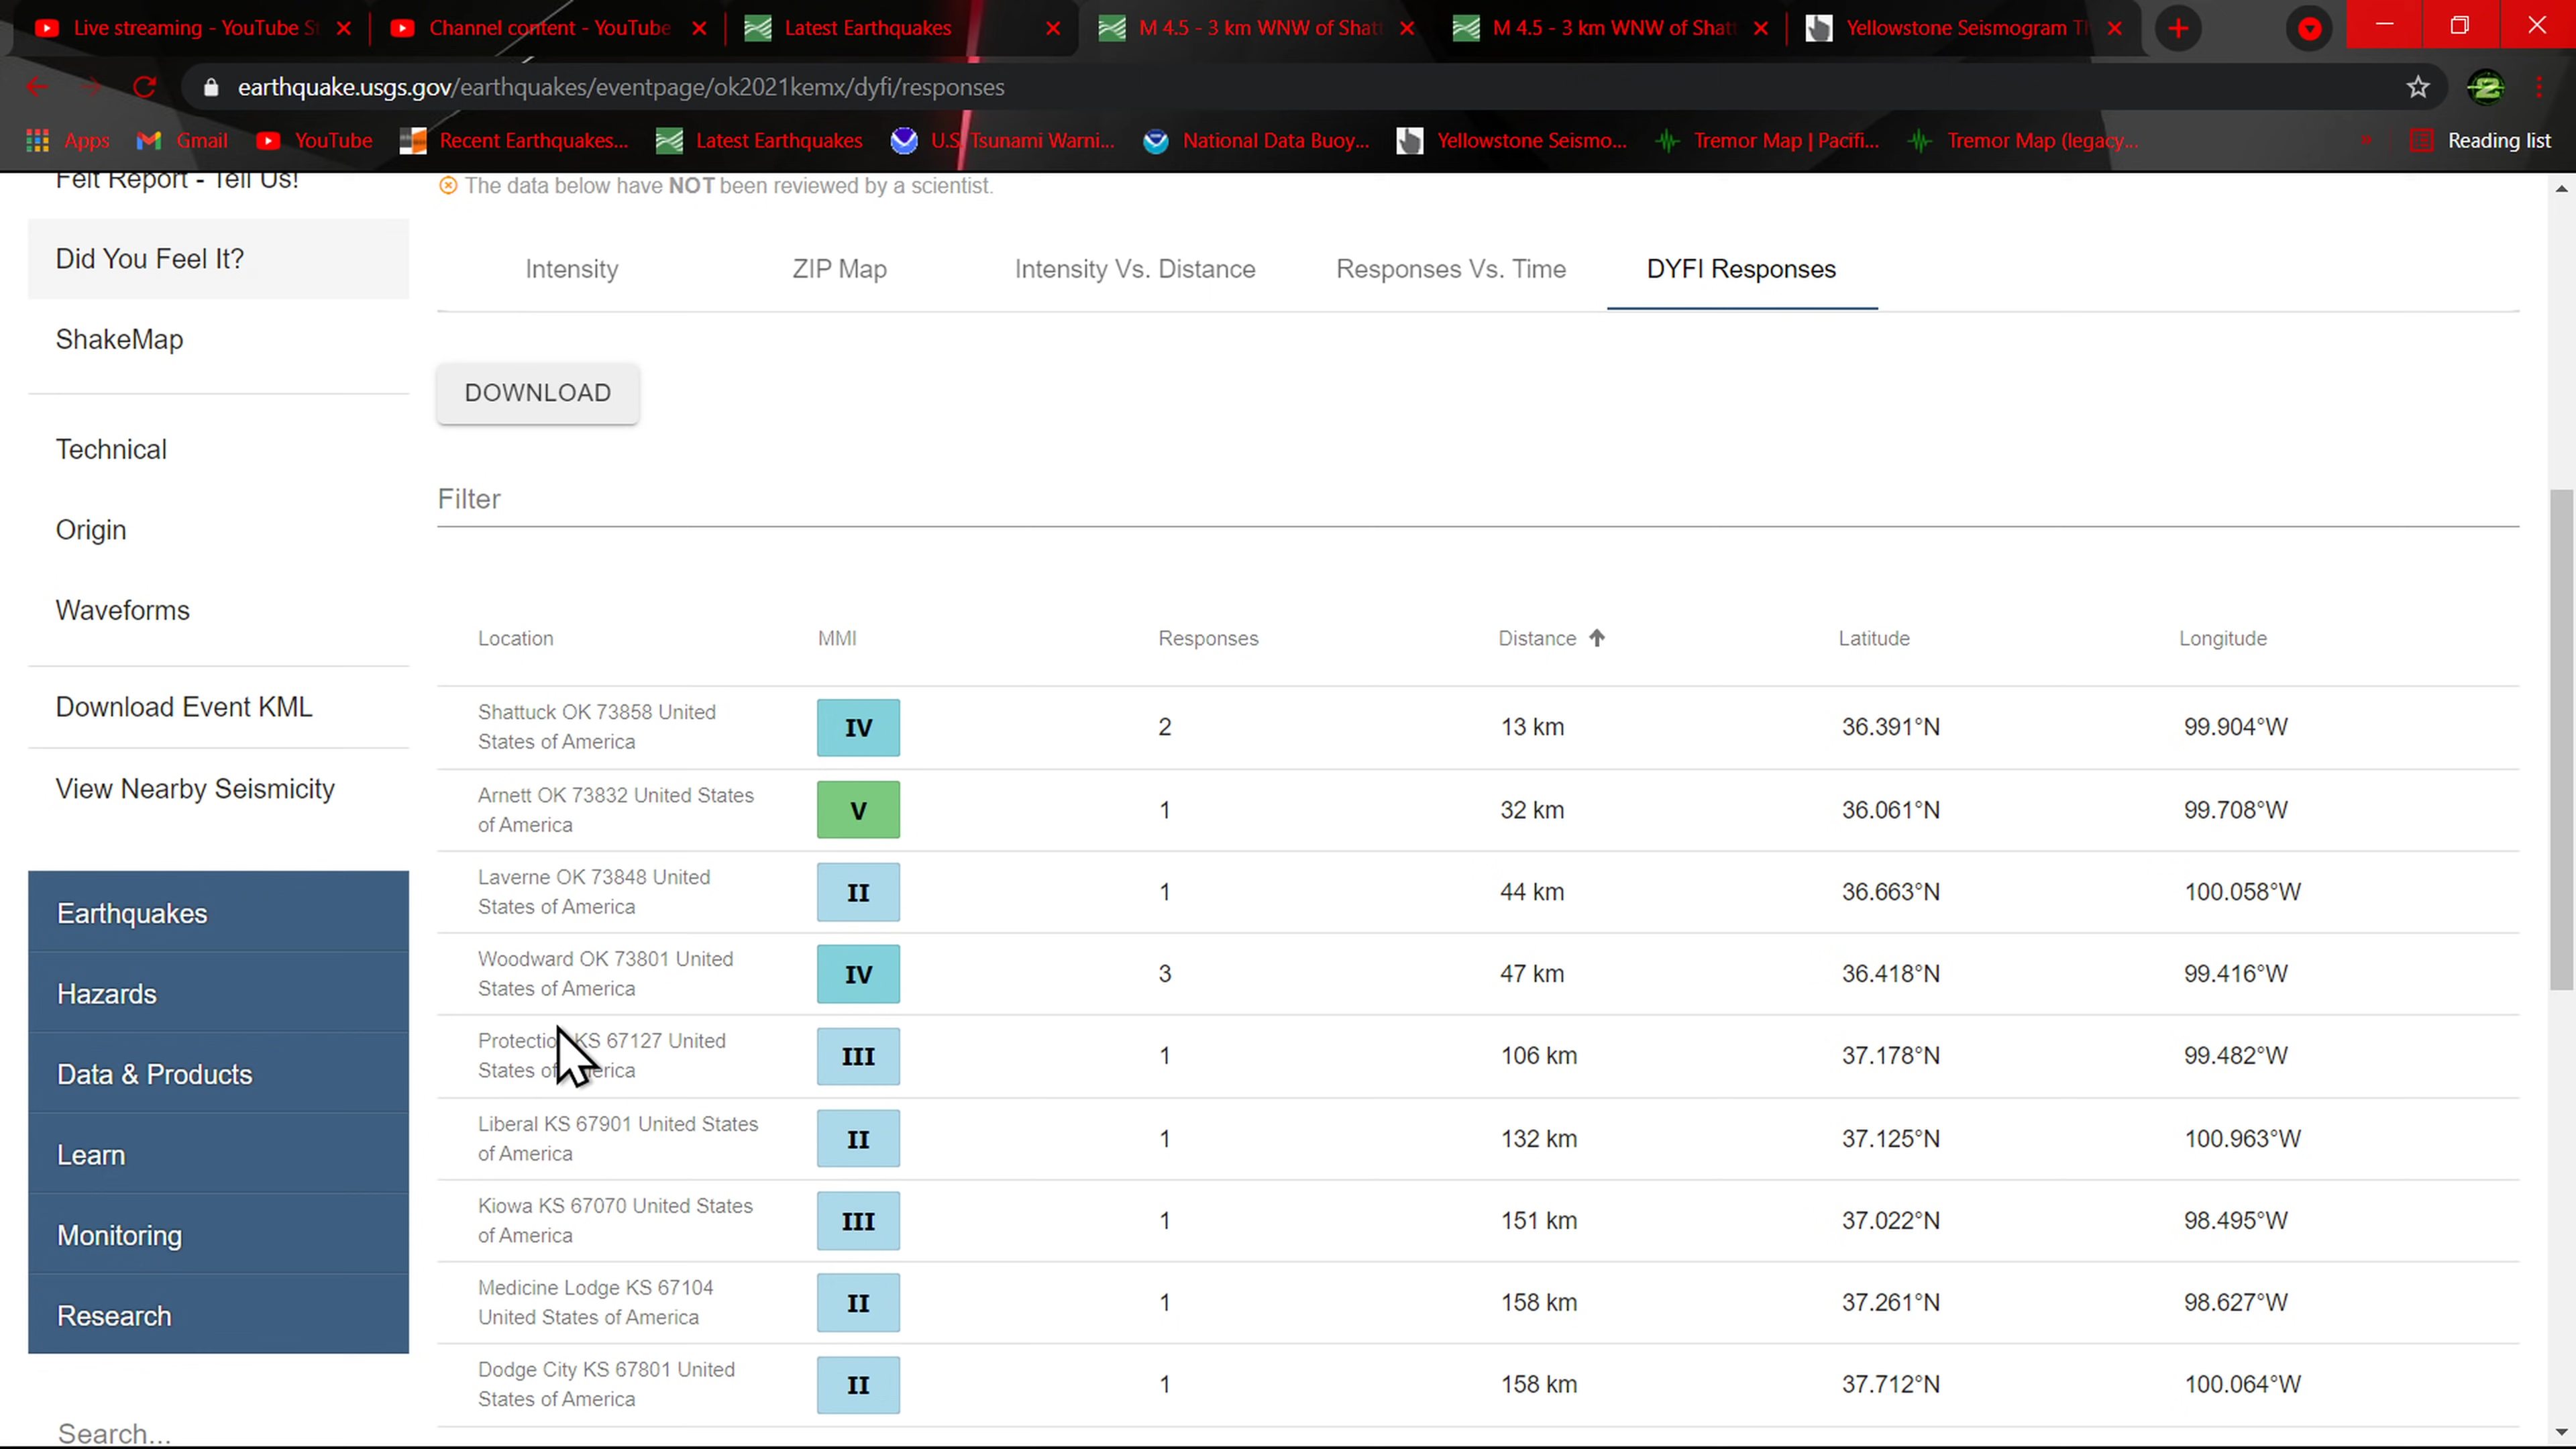 Live streaming - YouTube S
Channel content - YouTube
Latest Earthquakes
M 4.5 - 3 km WNW of Shatt
M 4.5 - 3 km WNW of Shatt
Yellowstone Seismogram Th
earthquake.usgs.gov/earthquakes/eventpage/ok2021kemx/dyfi/responses
Apps
Gmail
YouTube
Recent Earthquakes...
Latest Earthquakes
U.S. Tsunami Warni...
National Data Buoy...
Yellowstone Seismo...
Tremor Map | Pacifi...
Tremor Map (legacy...
Reading list
Felt Report - Tell Us!
Did You Feel It?
ShakeMap
Technical
Origin
Waveforms
Download Event KML
View Nearby Seismicity
Earthquakes
Hazards
Data & Products
Learn
Monitoring
Research
Search...
The data below have NOT been reviewed by a scientist.
Intensity
ZIP Map
Intensity Vs. Distance
Responses Vs. Time
DYFI Responses
DOWNLOAD
Filter
Location MMI Responses Distance Latitude Longitude
Shattuck OK 73858 United
States of America
IV 2 13 km 36.391°N 99.904°W
Arnett OK 73832 United States
of America
V 1 32 km 36.061°N 99.708°W
Laverne OK 73848 United
States of America
II 1 44 km 36.663°N 100.058°W
Woodward OK 73801 United
States of America
IV 3 47 km 36.418°N 99.416°W
Protection KS 67127 United
States of America
III 1 106 km 37.178°N 99.482°W
Liberal KS 67901 United States
of America
II 1 132 km 37.125°N 100.963°W
Kiowa KS 67070 United States
of America
III 1 151 km 37.022°N 98.495°W
Medicine Lodge KS 67104
United States of America
II 1 158 km 37.261°N 98.627°W
Dodge City KS 67801 United
States of America
II 1 158 km 37.712°N 100.064°W